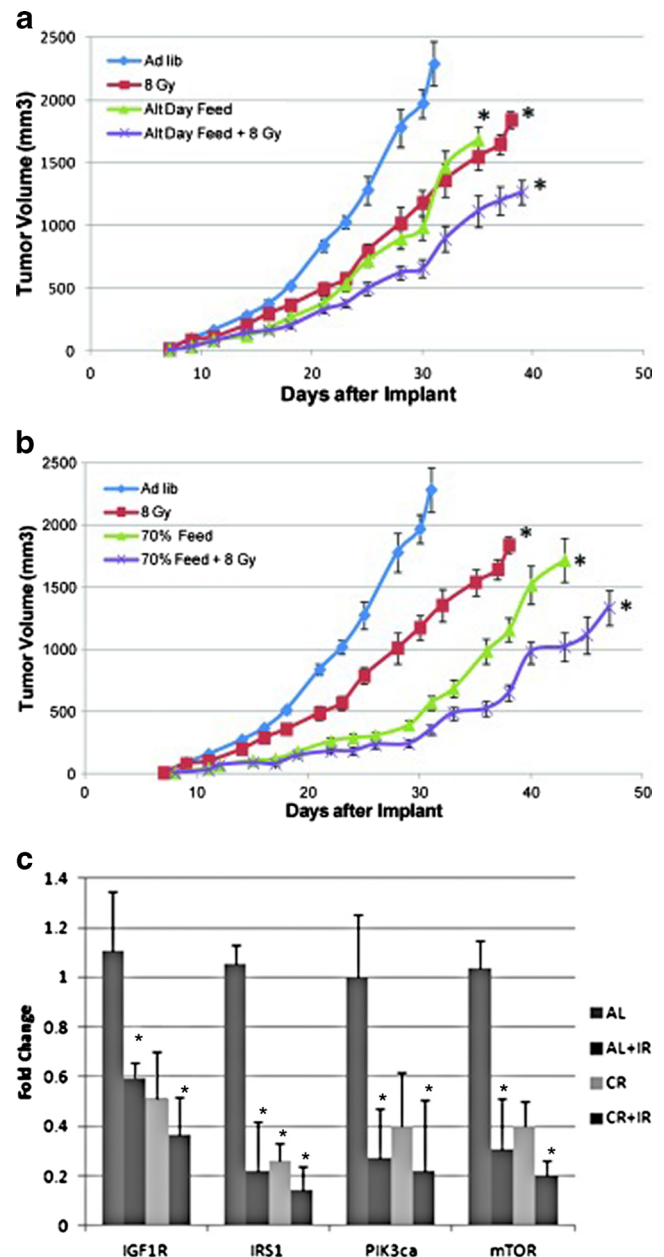 a
2500
2000
1500
1000
500
0
Tumor Volume (mm3)
Ad lib
8 Gy
Alt Day Feed
Alt Day Feed + 8 Gy
* * *
0 10 20 30 40 50
Days after Implant
b
2500
2000
1500
1000
500
0
Tumor Volume (mm3)
Ad lib
8 Gy
70% Feed
70% Feed + 8 Gy
* * *
0 10 20 30 40 50
Days after Implant
c
1.4
1.2
1
0.8
0.6
0.4
0.2
0
Fold Change
* * * * * * * * *
AL
AL+IR
CR
CR+IR
IGF1R IRS1 PIK3ca mTOR